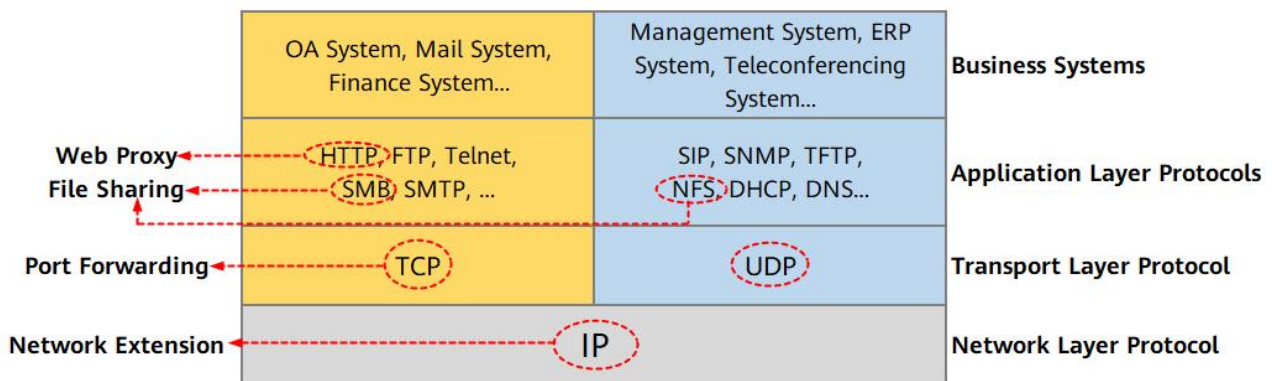 OA System, Mail System,
Finance System...
Management System, ERP
System, Teleconferencing
System...
Business Systems
Web Proxy
File Sharing
HTTP, FTP, Telnet,
SMB, SMTP, ...
SIP, SNMP, TFTP,
NFS, DHCP, DNS...
Application Layer Protocols
Port Forwarding
TCP
UDP
Transport Layer Protocol
Network Extension
IP
Network Layer Protocol